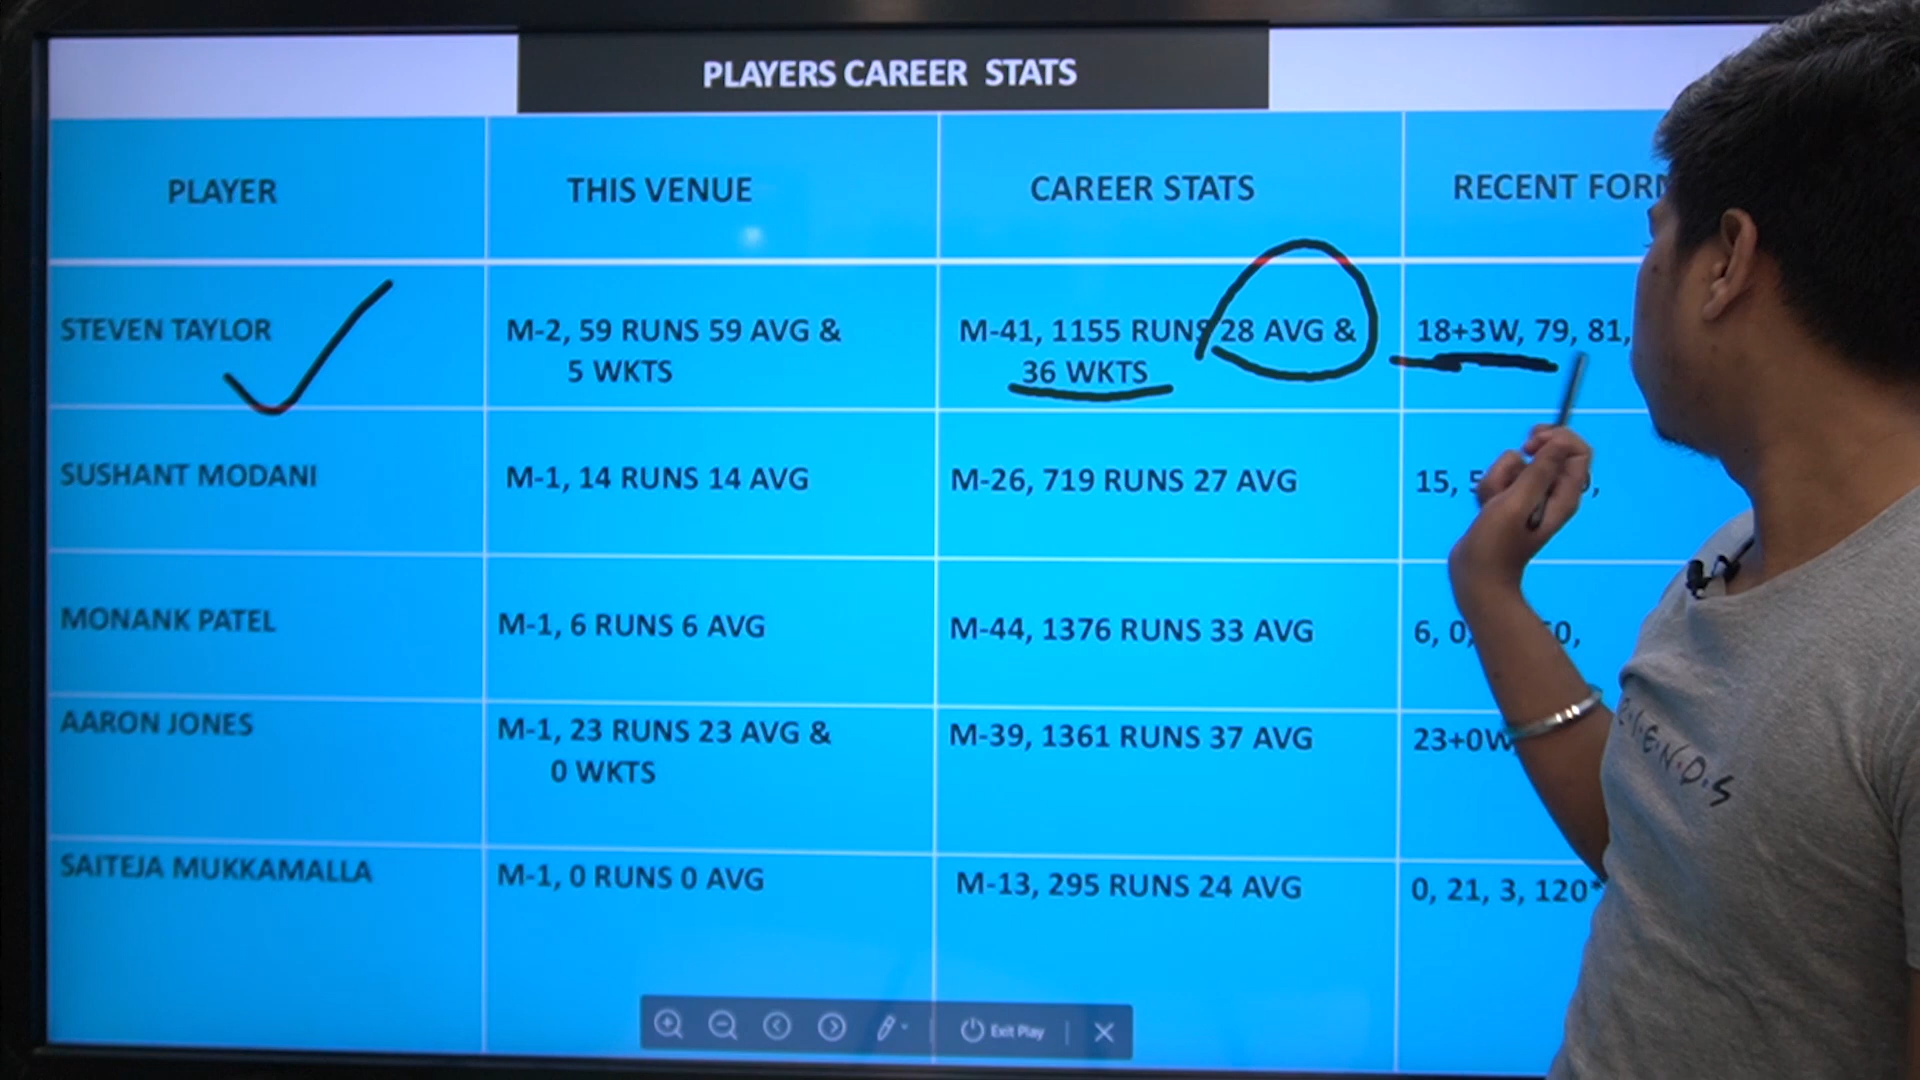 PLAYERS CAREER STATS
PLAYER THIS VENUE CAREER STATS RECENT
STEVEN TAYLOR M-2, 59 RUNS 59 AVG & M-41, 1155 RUNS 28 AVG & 18+3W, 79, 81,
5 WKTS 36 WKTS
SUSHANT MODANI M-1, 14 RUNS 14 AVG M-26, 719 RUNS 27 AVG 15,
MONANK PATEL M-1, 6 RUNS 6 AVG M-44, 1376 RUNS 33 AVG 6, 0,
AARON JONES M-1, 23 RUNS 23 AVG & M-39, 1361 RUNS 37 AVG 23+0W
0 WKTS
SAITEJA MUKKAMALLA M-1, 0 RUNS 0 AVG M-13, 295 RUNS 24 AVG 0, 21, 3, 120*
Exit Play